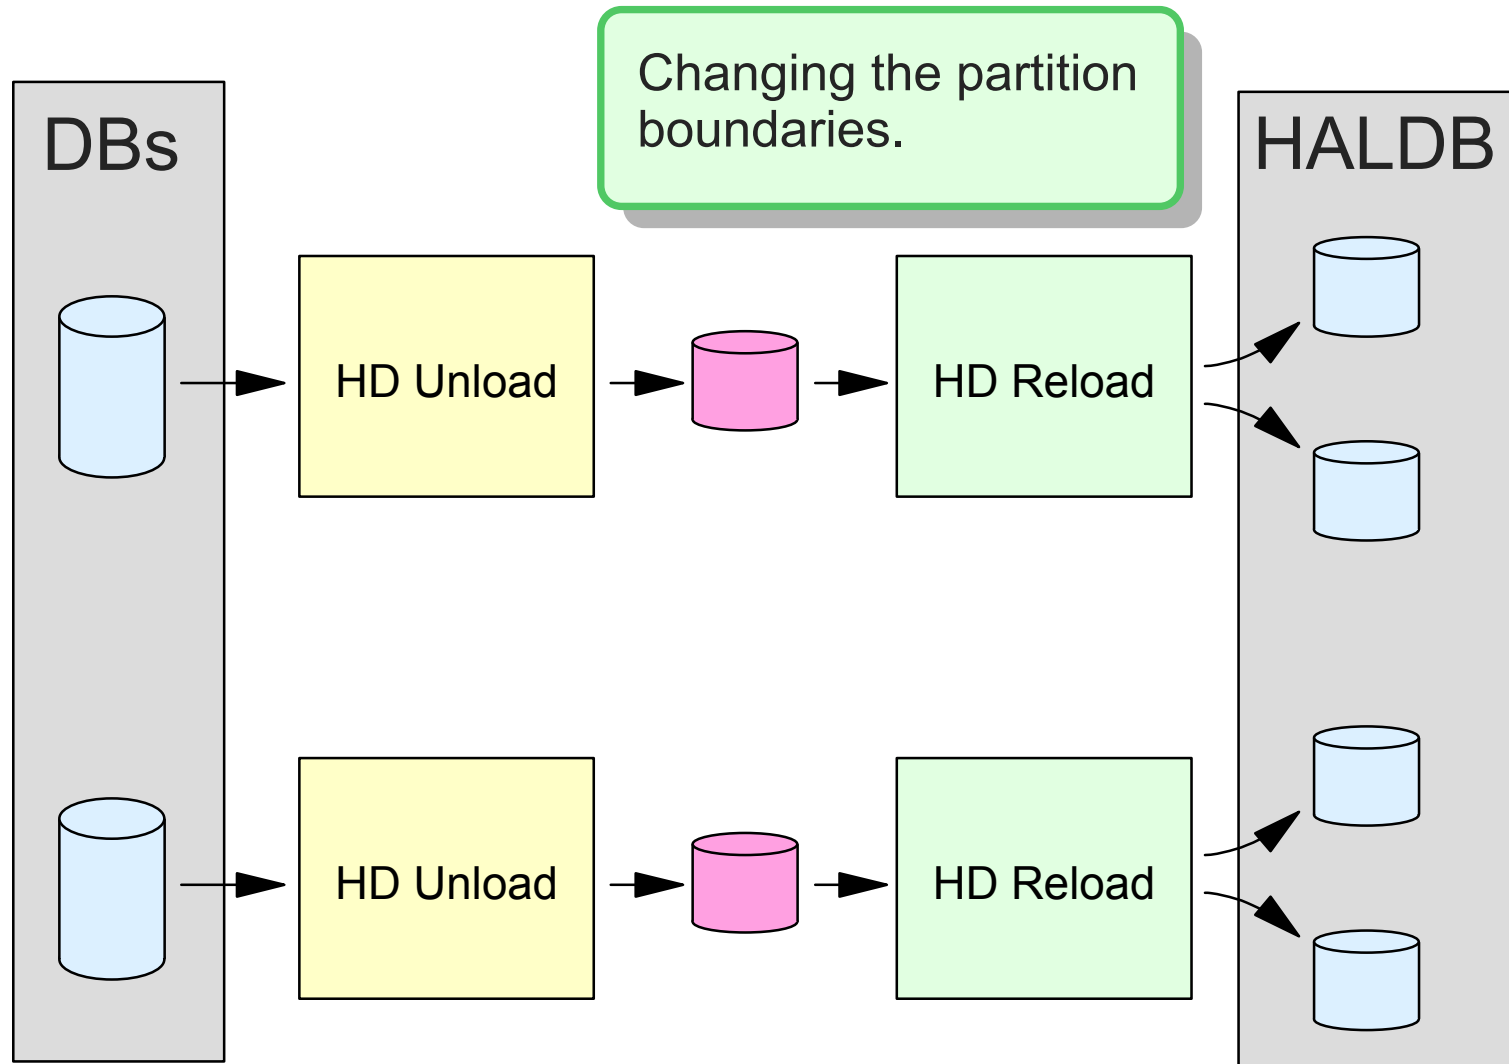 Changing the partition
boundaries.
DBs
HALDB
HD Unload
HD Reload
HD Unload
HD Reload